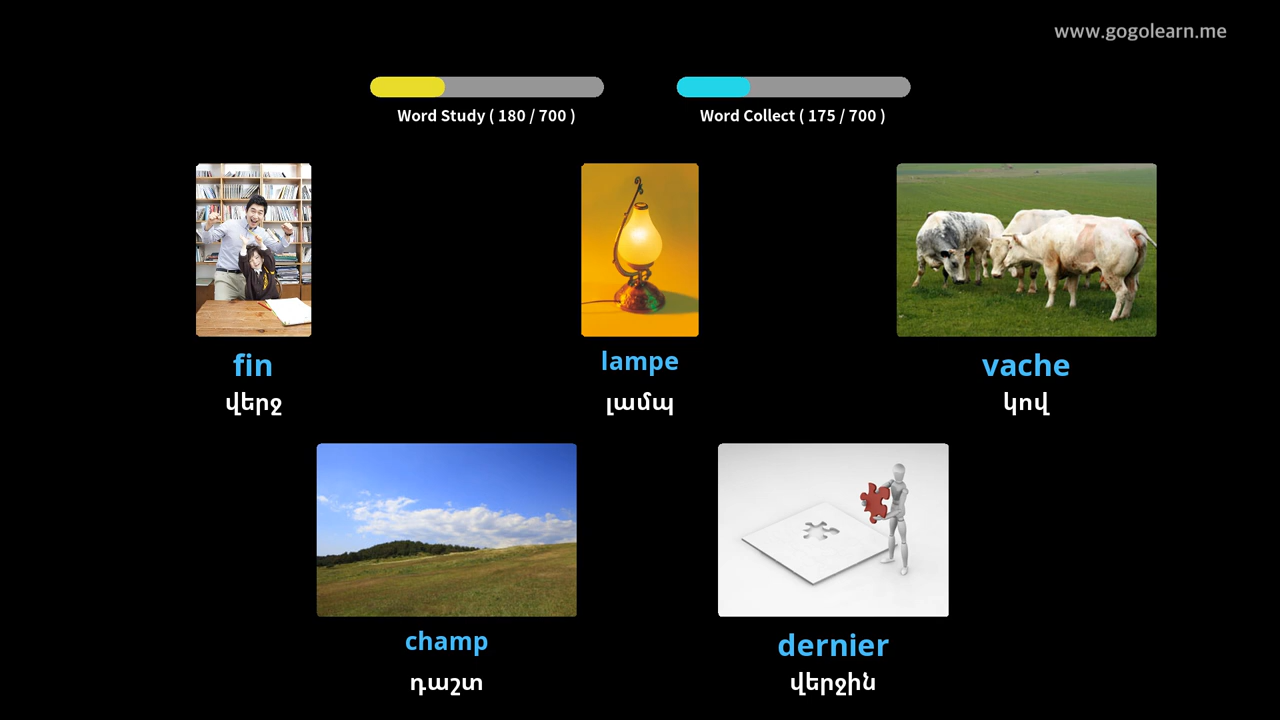 www.gogolearn.me
Word Study ( 180 / 700 )
Word Collect ( 175 / 700 )
fin
վերջ
lampe
լամպ
vache
կով
champ
դաշտ
dernier
վերջին